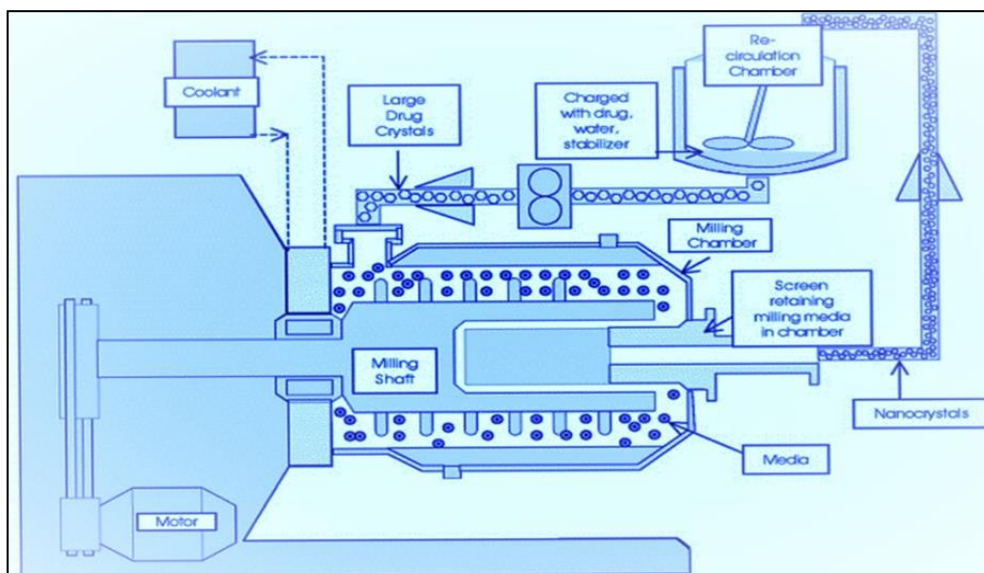 Re-
circulation
Chamber
Coolant
Large
Drug
Crystals
Charged
with drug,
water,
stabilizer
Milling
Chamber
Screen
retaining
milling media
in chamber
Milling
Shaft
Nanocrystals
Media
Motor